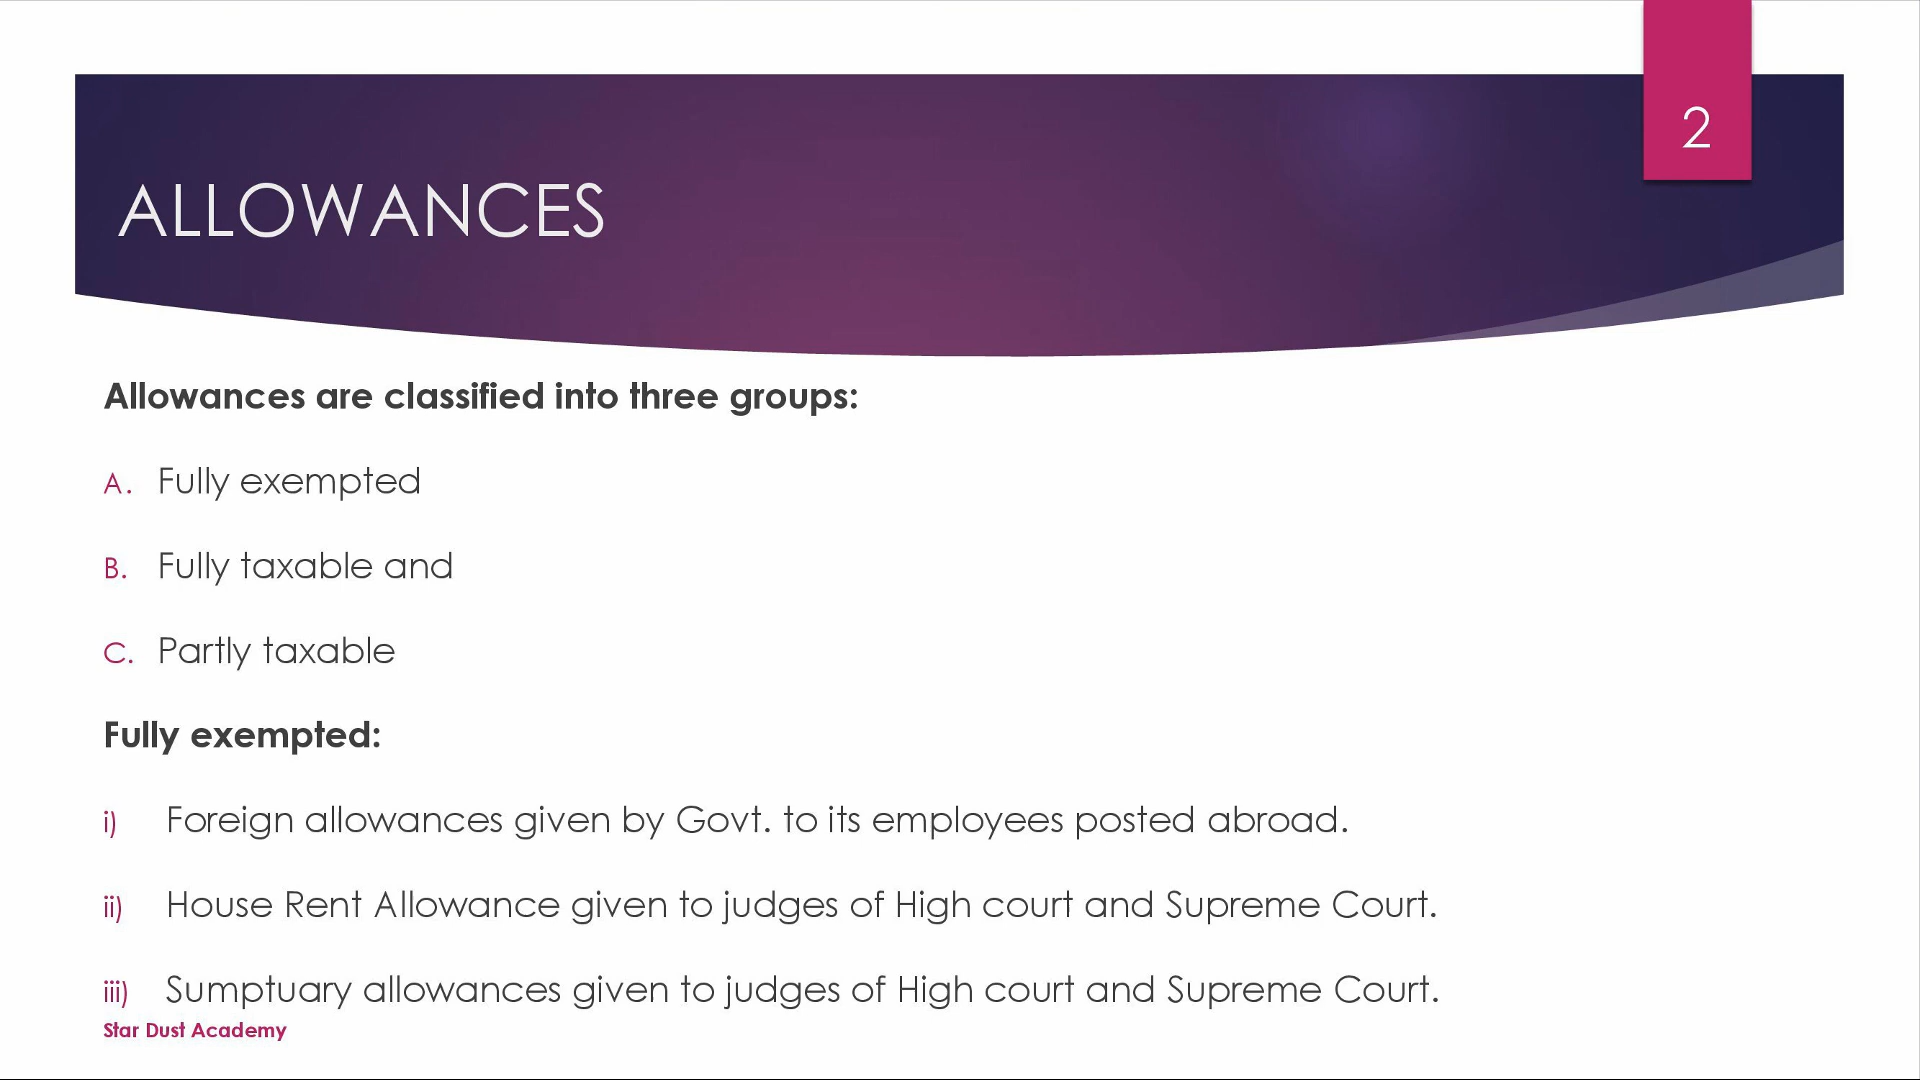 2
ALLOWANCES
Allowances are classified into three groups:
A. Fully exempted
B. Fully taxable and
C. Partly taxable
Fully exempted:
i) Foreign allowances given by Govt. to its employees posted abroad.
ii) House Rent Allowance given to judges of High court and Supreme Court.
iii) Sumptuary allowances given to judges of High court and Supreme Court.
Star Dust Academy